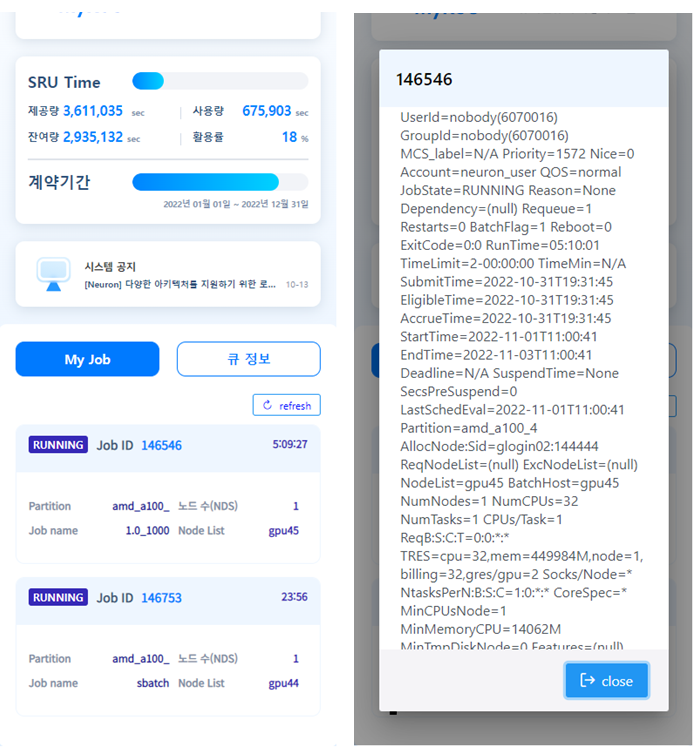 SRU Time
제공량 3,611,035 sec
사용량 675,903 sec
잔여량 2,935,132 sec
활용률 18 %
계약기간
2022년 01월 01일 ~ 2022년 12월 31일
시스템 공지
[Neuron] 다양한 아키텍처를 지원하기 위한 로... 10-13
My Job
큐 정보
refresh
RUNNING Job ID 146546 5:09:27
Partition amd_a100_ 노드 수(NDS) 1
Job name 1.0_1000 Node List gpu45
RUNNING Job ID 146753 23:56
Partition amd_a100_ 노드 수(NDS) 1
Job name sbatch Node List gpu44
146546
UserId=nobody(6070016)
GroupId=nobody(6070016)
MCS_label=N/A Priority=1572 Nice=0
Account=neuron_user QOS=normal
JobState=RUNNING Reason=None
Dependency=(null) Requeue=1
Restarts=0 BatchFlag=1 Reboot=0
ExitCode=0:0 RunTime=05:10:01
TimeLimit=2-00:00:00 TimeMin=N/A
SubmitTime=2022-10-31T19:31:45
EligibleTime=2022-10-31T19:31:45
AccrueTime=2022-10-31T19:31:45
StartTime=2022-11-01T11:00:41
EndTime=2022-11-03T11:00:41
Deadline=N/A SuspendTime=None
SecsPreSuspend=0
LastSchedEval=2022-11-01T11:00:41
Partition=amd_a100_4
AllocNode:Sid=glogin02:144444
ReqNodeList=(null) ExcNodeList=(null)
NodeList=gpu45 BatchHost=gpu45
NumNodes=1 NumCPUs=32
NumTasks=1 CPUs/Task=1
ReqB:S:C:T=0:0:*:*
TRES=cpu=32,mem=449984M,node=1,
billing=32,gres/gpu=2 Socks/Node=*
NtasksPerN:B:S:C=1:0:*:* CoreSpec=*
MinCPUsNode=1
MinMemoryCPU=14062M
MinTmpDiskNode=0 Features=(null)
close